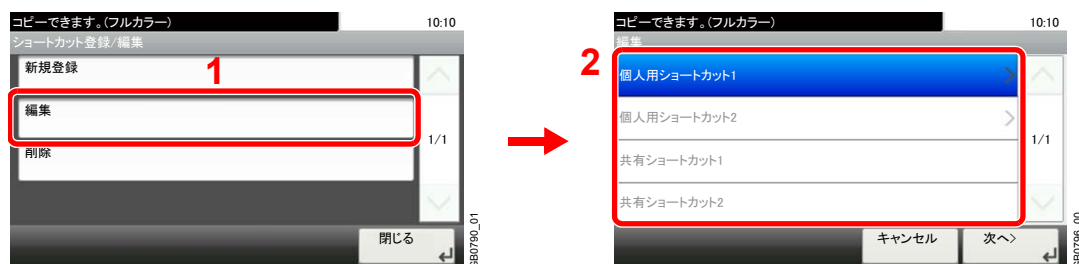 コピーできます。(フルカラー)
10:10
ショートカット登録/編集
新規登録
1
編集
1/1
削除
閉じる
GB0790_01
コピーできます。(フルカラー)
10:10
編集
2
個人用ショートカット1
個人用ショートカット2
1/1
共有ショートカット1
共有ショートカット2
キャンセル
次へ>
GB0796_00